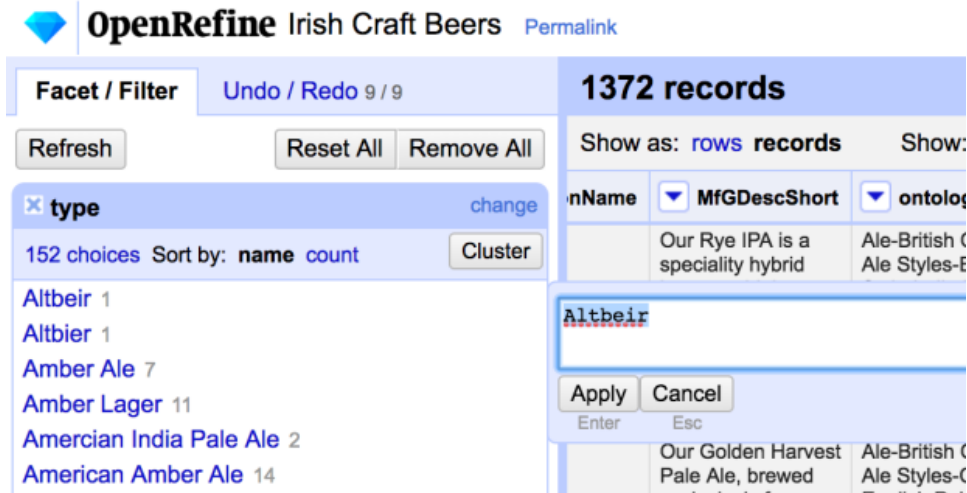 OpenRefine Irish Craft Beers Permalink
Facet / Filter Undo / Redo 9 / 9
Refresh Reset All Remove All
type change
152 choices Sort by: name count Cluster
Altbeir 1
Altbier 1
Amber Ale 7
Amber Lager 11
Amercian India Pale Ale 2
American Amber Ale 14
1372 records
Show as: rows records Show:
nName MfGDescShort ontolog
Our Rye IPA is a
speciality hybrid
Ale-British
Ale Styles-E
Altbeir
Apply Cancel
Enter Esc
Our Golden Harvest
Pale Ale, brewed
Ale-British
Ale Styles-